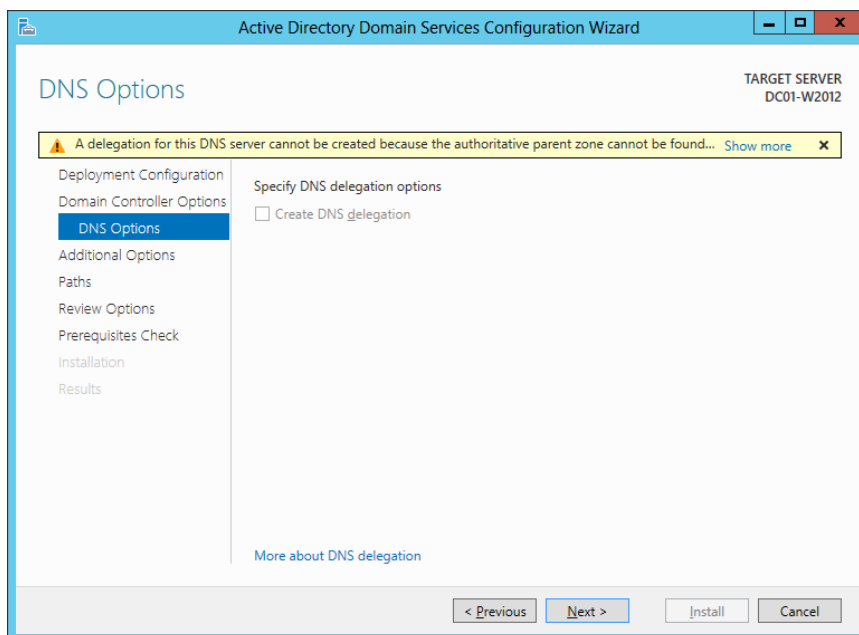 Active Directory Domain Services Configuration Wizard
DNS Options
TARGET SERVER
DC01-W2012
A delegation for this DNS server cannot be created because the authoritative parent zone cannot be found... Show more
Deployment Configuration
Domain Controller Options
DNS Options
Additional Options
Paths
Review Options
Prerequisites Check
Installation
Results
Specify DNS delegation options
Create DNS delegation
More about DNS delegation
< Previous
Next >
Install
Cancel